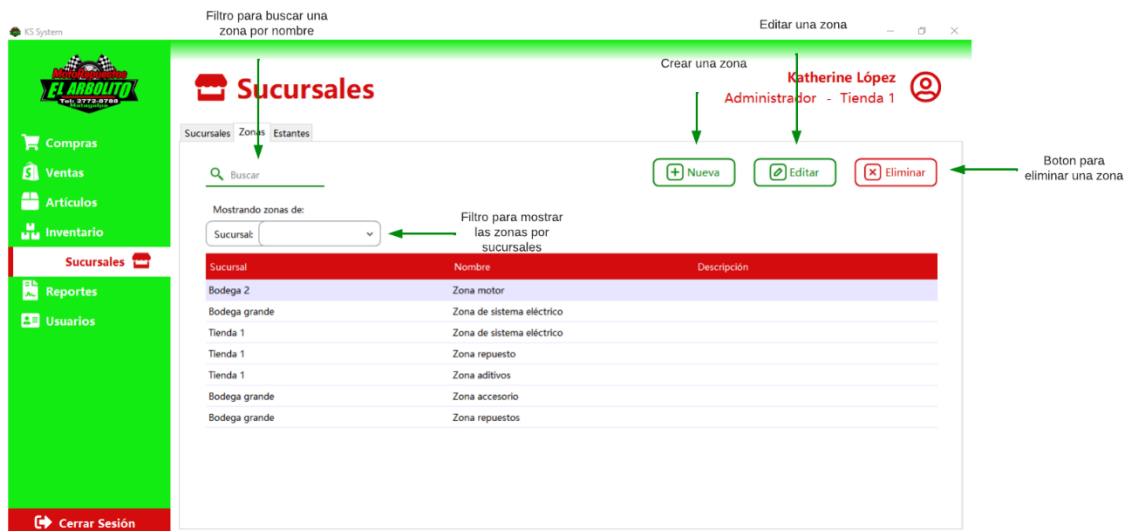 Filtro para buscar una
zona por nombre
Editar una zona
KS System
Crear una zona
MotoRepuestos
EL ARBOLITO
Tel: 2772-8788
Matagalpa
Sucursales
Katherine López
Administrador - Tienda 1
Sucursales Zonas Estantes
Compras
Ventas
Artículos
Inventario
Sucursales
Reportes
Usuarios
Cerrar Sesión
Buscar
Nueva
Editar
Eliminar
Boton para
eliminar una zona
Mostrando zonas de:
Sucursal:
Filtro para mostrar
las zonas por
sucursales
Sucursal Nombre Descripción
Bodega 2 Zona motor
Bodega grande Zona de sistema eléctrico
Tienda 1 Zona de sistema eléctrico
Tienda 1 Zona repuesto
Tienda 1 Zona aditivos
Bodega grande Zona accesorio
Bodega grande Zona repuestos